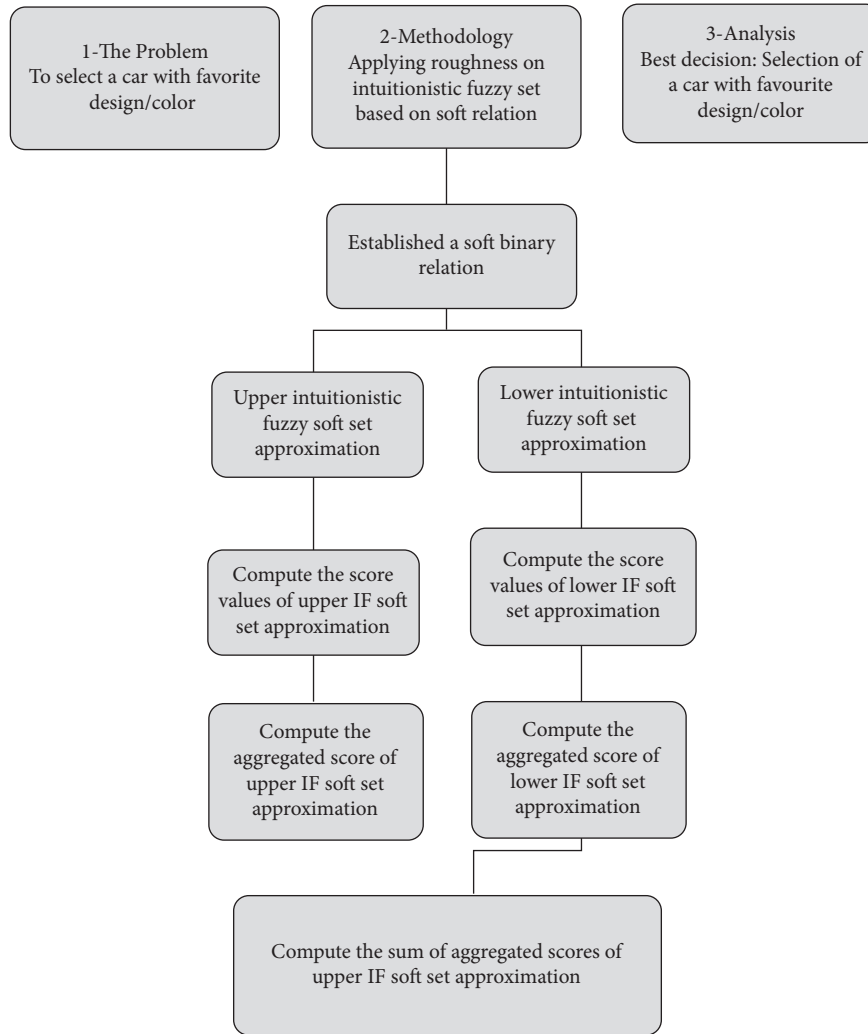 1-The Problem
To select a car with favorite
design/color
2-Methodology
Applying roughness on
intuitionistic fuzzy set
based on soft relation
3-Analysis
Best decision: Selection of
a car with favourite
design/color
Established a soft binary
relation
Upper intuitionistic
fuzzy soft set
approximation
Lower intuitionistic
fuzzy soft set
approximation
Compute the score
values of upper IF soft
set approximation
Compute the score
values of lower IF soft
set approximation
Compute the
aggregated score of
upper IF soft set
approximation
Compute the
aggregated score of
lower IF soft set
approximation
Compute the sum of aggregated scores of
upper IF soft set approximation